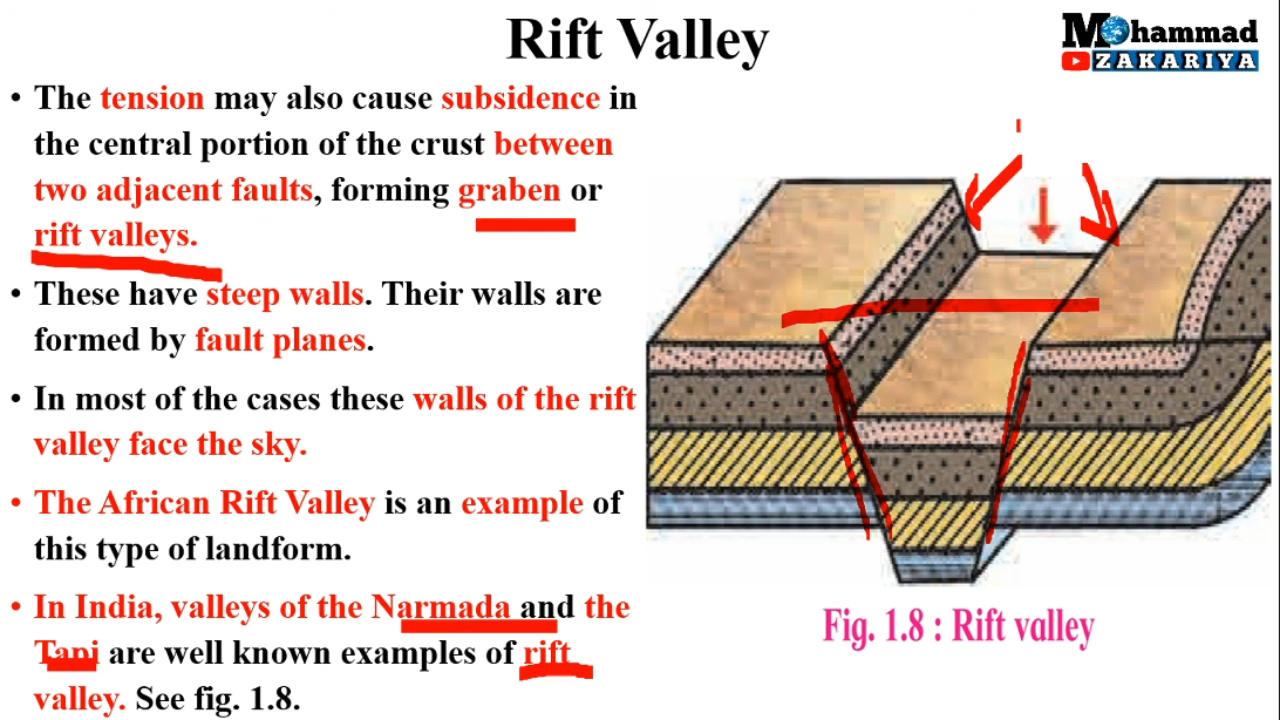 Rift Valley
Mohammad
ZAKARIYA
• The tension may also cause subsidence in
the central portion of the crust between
two adjacent faults, forming graben or
rift valleys.
• These have steep walls. Their walls are
formed by fault planes.
• In most of the cases these walls of the rift
valley face the sky.
• The African Rift Valley is an example of
this type of landform.
• In India, valleys of the Narmada and the
Tapi are well known examples of rift
valley. See fig. 1.8.
Fig. 1.8 : Rift valley